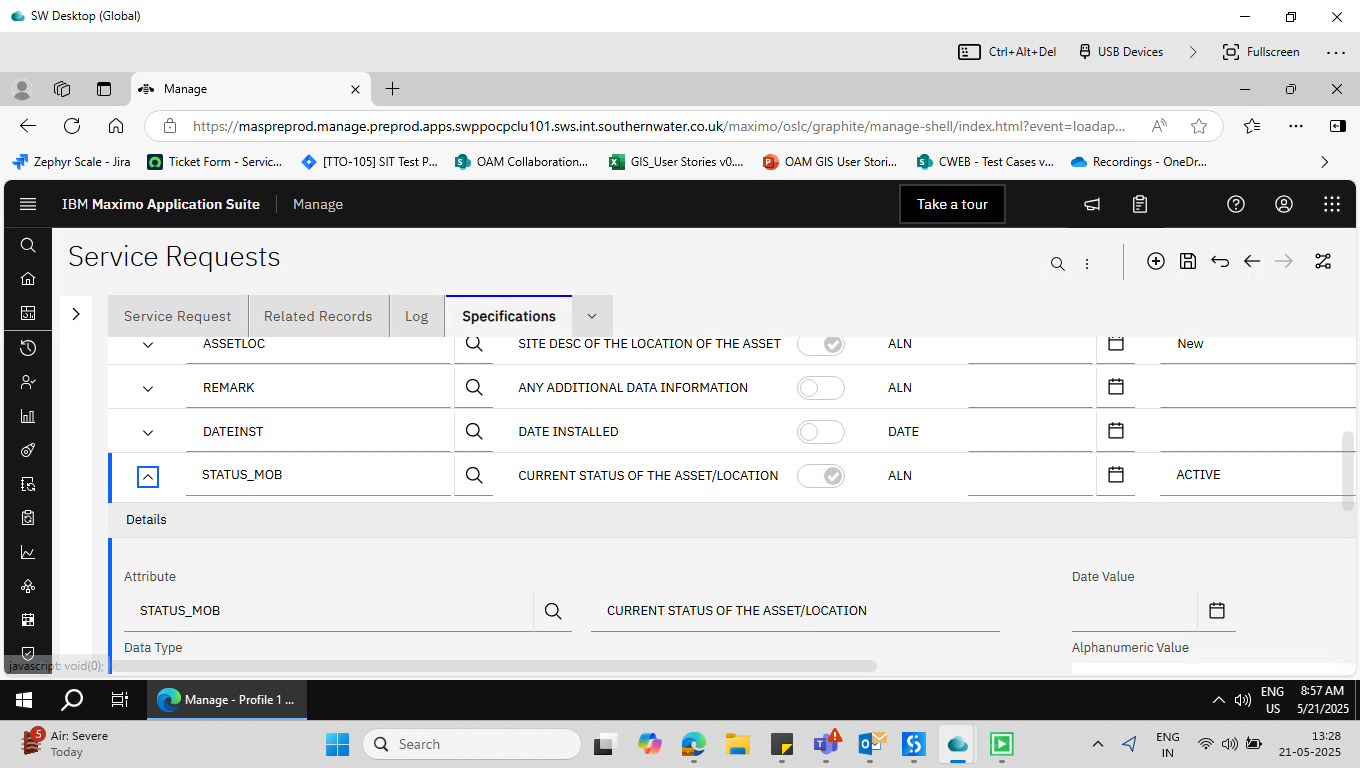 SW Desktop (Global)
Ctrl+Alt+Del
USB Devices
Fullscreen
Manage
https://maspreprod.manage.preprod.apps.swppocpclu101.sws.int.southernwater.co.uk/maximo/oslc/graphite/manage-shell/index.html?event=loadap...
Zephyr Scale - Jira
Ticket Form - Servic...
[TTO-105] SIT Test P...
OAM Collaboration...
GIS_User Stories v0....
OAM GIS User Stori...
CWEB - Test Cases v...
Recordings - OneDr...
IBM Maximo Application Suite
Manage
Take a tour
Service Requests
Service Request
Related Records
Log
Specifications
ASSETLOC SITE DESC OF THE LOCATION OF THE ASSET ALN New
REMARK ANY ADDITIONAL DATA INFORMATION ALN
DATEINST DATE INSTALLED DATE
STATUS_MOB CURRENT STATUS OF THE ASSET/LOCATION ALN ACTIVE
Details
Attribute Date Value
STATUS_MOB CURRENT STATUS OF THE ASSET/LOCATION
Data Type Alphanumeric Value
javascript: void(0);
Manage - Profile 1 ...
ENG
US
8:57 AM
5/21/2025
5
Air: Severe
Today
Search
ENG
IN
13:28
21-05-2025